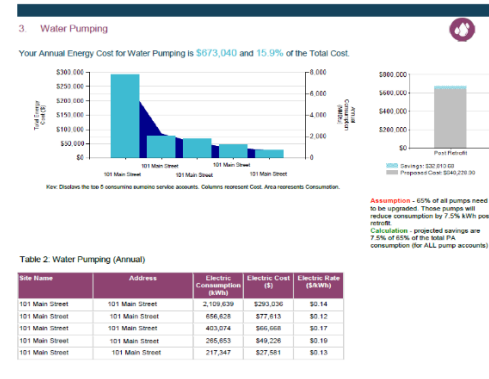 3. Water Pumping
Your Annual Energy Cost for Water Pumping is $673,040 and 15.9% of the Total Cost.
$300,000
$250,000
$200,000
$150,000
$100,000
$50,000
$0
Total Energy Cost ($)
8,000
6,000
4,000
2,000
0
Annual Consumption (MMBtu)
101 Main Street
101 Main Street
101 Main Street
101 Main Street
101 Main Street
Key: Displays the top 5 consuming pumping service accounts. Columns represent Cost. Area represents Consumption.
$800,000
$600,000
$400,000
$200,000
$0
Post Retrofit
Savings:
Proposed Cost:
Assumption - 65% of all pumps need
to be upgraded. Those pumps will
reduce consumption by 7.5% kWh post
retrofit.
Calculation - projected savings are
7.5% of 65% of the total PA
consumption (for ALL pump accounts)
Table 2: Water Pumping (Annual)
Site Name Address Electric Consumption (kWh) Electric Cost ($) Electric Rate ($/kWh)
101 Main Street 101 Main Street 2,109,639 $293,036 $0.14
101 Main Street 101 Main Street 656,628 $77,613 $0.12
101 Main Street 101 Main Street 403,074 $66,668 $0.17
101 Main Street 101 Main Street 265,653 $49,226 $0.19
101 Main Street 101 Main Street 217,347 $27,581 $0.13